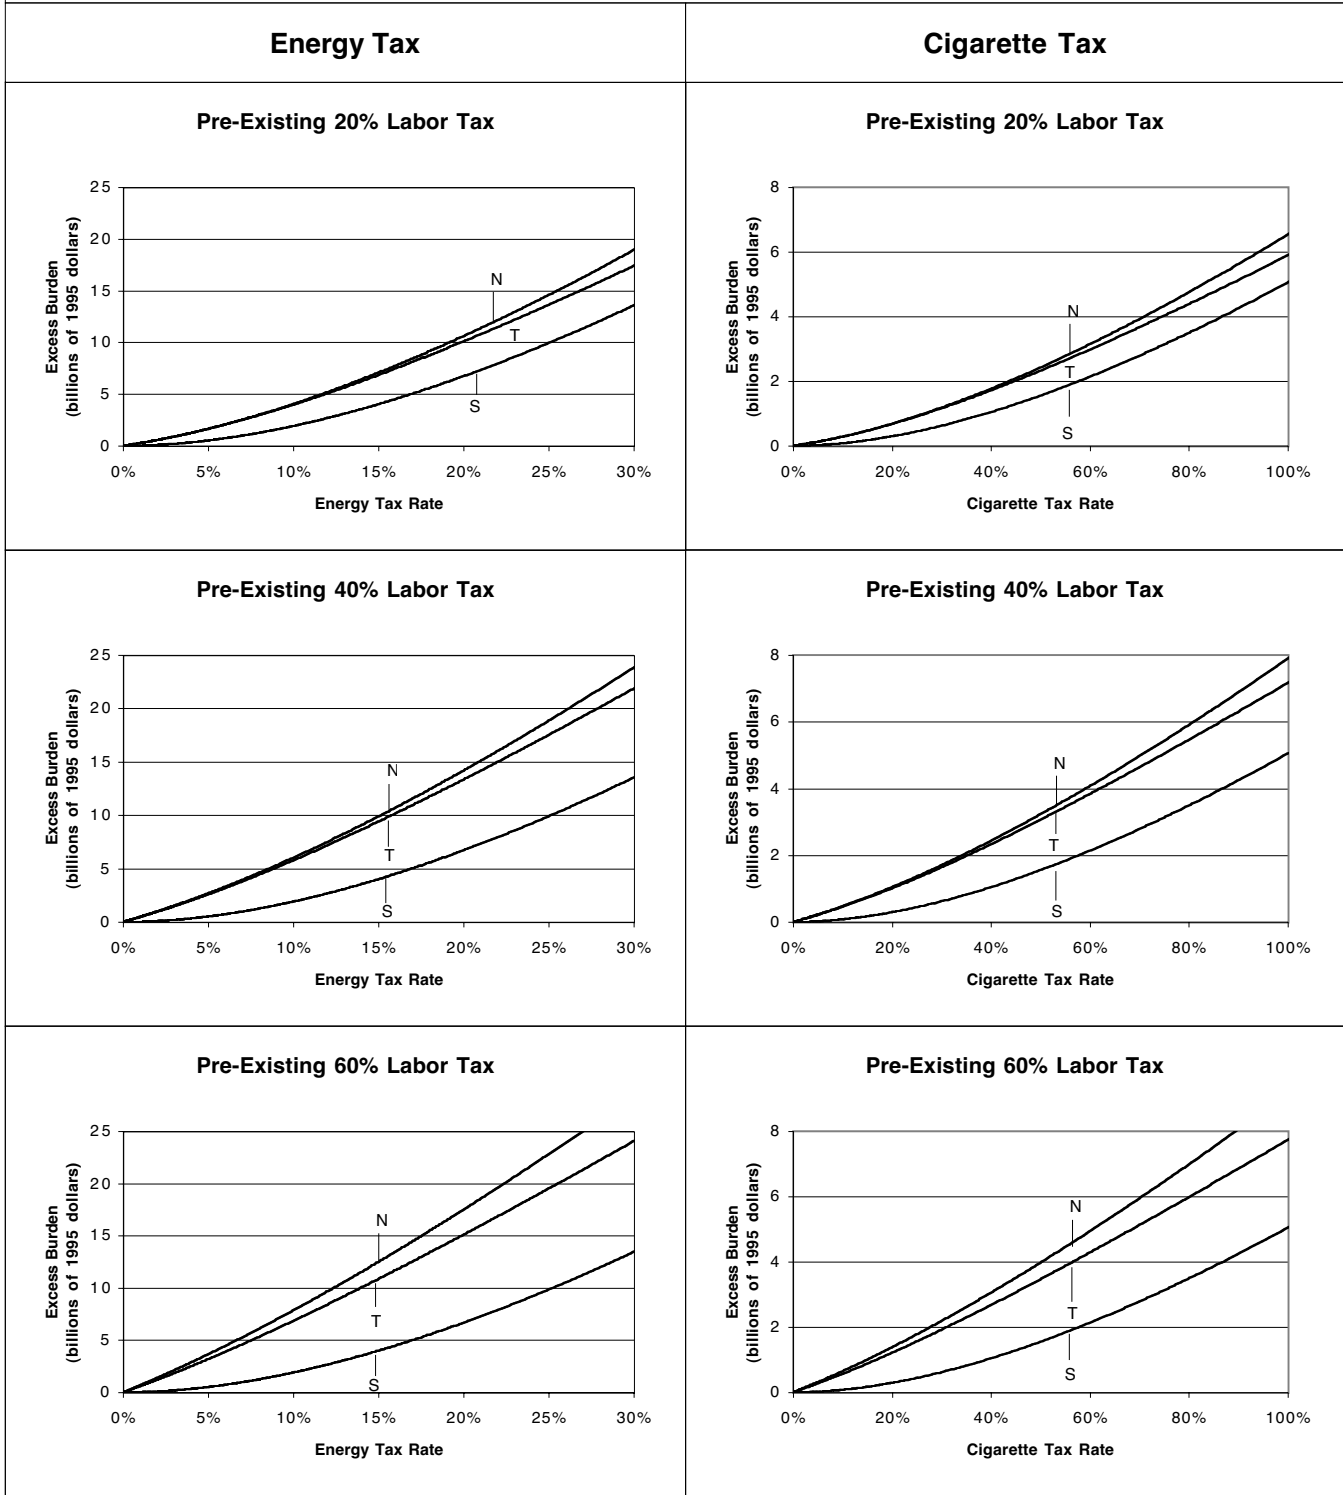 Energy Tax
Cigarette Tax
Pre-Existing 20% Labor Tax
Excess Burden
(billions of 1995 dollars)
25
20
15
10
5
0
N
T
S
0% 5% 10% 15% 20% 25% 30%
Energy Tax Rate
Pre-Existing 20% Labor Tax
Excess Burden
(billions of 1995 dollars)
8
6
4
2
0
N
T
S
0% 20% 40% 60% 80% 100%
Cigarette Tax Rate
Pre-Existing 40% Labor Tax
Excess Burden
(billions of 1995 dollars)
25
20
15
10
5
0
N
T
S
0% 5% 10% 15% 20% 25% 30%
Energy Tax Rate
Pre-Existing 40% Labor Tax
Excess Burden
(billions of 1995 dollars)
8
6
4
2
0
N
T
S
0% 20% 40% 60% 80% 100%
Cigarette Tax Rate
Pre-Existing 60% Labor Tax
Excess Burden
(billions of 1995 dollars)
25
20
15
10
5
0
N
T
S
0% 5% 10% 15% 20% 25% 30%
Energy Tax Rate
Pre-Existing 60% Labor Tax
Excess Burden
(billions of 1995 dollars)
8
6
4
2
0
N
T
S
0% 20% 40% 60% 80% 100%
Cigarette Tax Rate